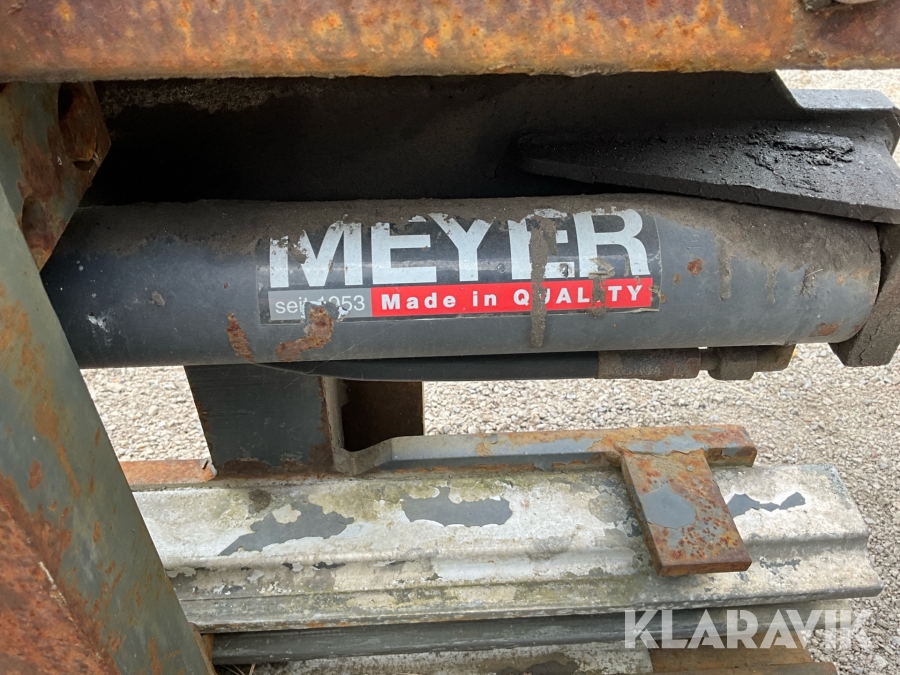 MEYER
seit 1953 Made in QUALITY
KLARAVIK